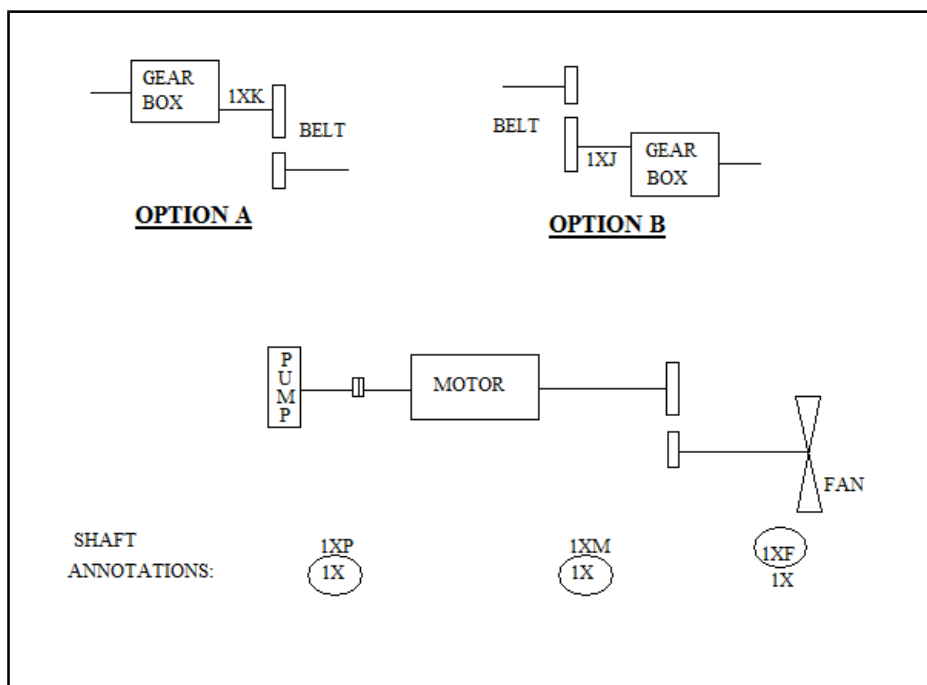 GEAR
BOX
1XK
BELT
OPTION A
BELT
1XJ
GEAR
BOX
OPTION B
PUMP
MOTOR
FAN
SHAFT
ANNOTATIONS:
1XP
1X
1XM
1X
1XF
1X